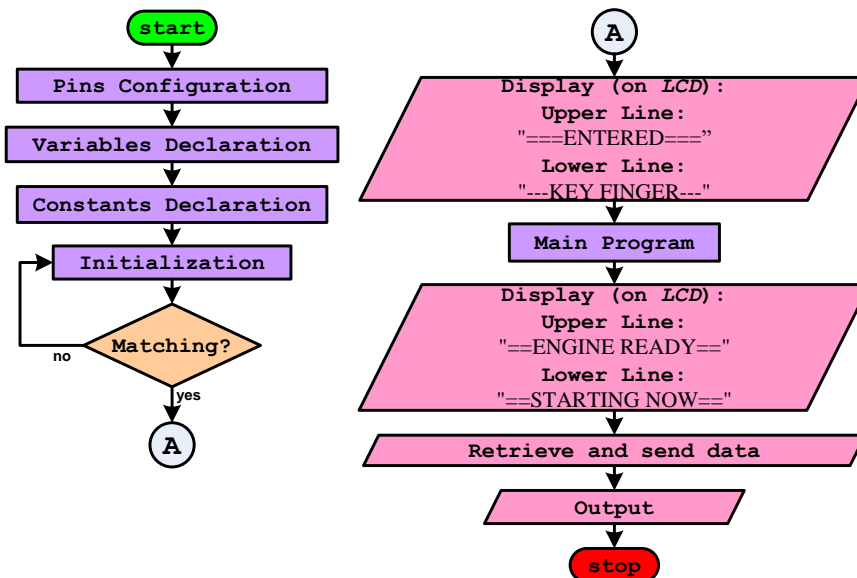 start
Pins Configuration
Variables Declaration
Constants Declaration
Initialization
Matching?
no
yes
A
A
Display (on LCD):
Upper Line:
"===ENTERED===”
Lower Line:
"---KEY FINGER---"
Main Program
Display (on LCD):
Upper Line:
"==ENGINE READY=="
Lower Line:
"==STARTING NOW=="
Retrieve and send data
Output
stop